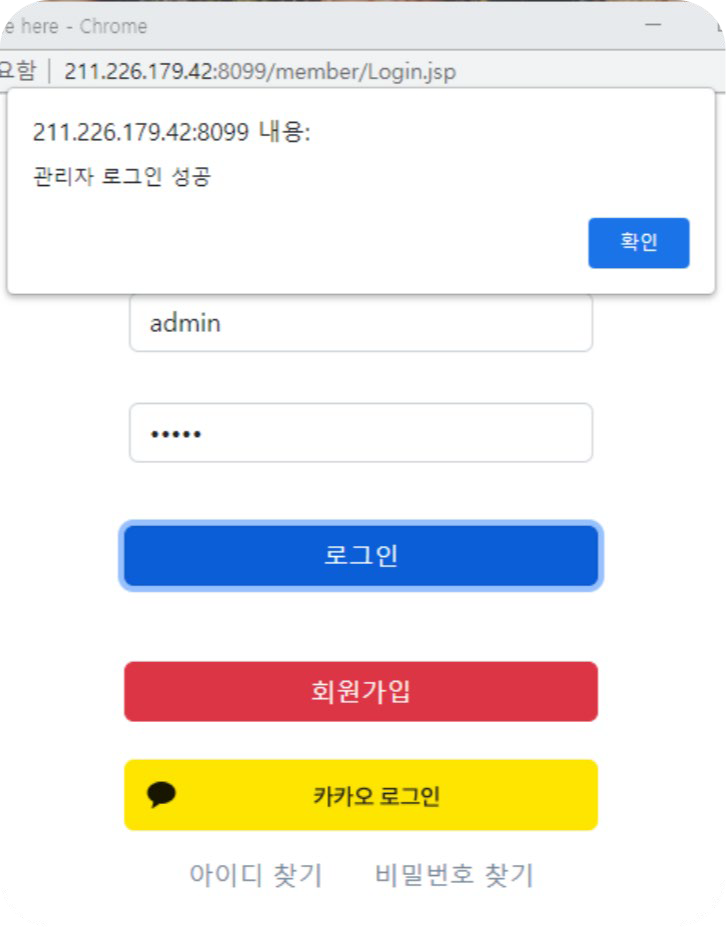 e here - Chrome
요함 | 211.226.179.42:8099/member/Login.jsp
211.226.179.42:8099 내용:
관리자 로그인 성공
확인
admin
•••••
로그인
회원가입
카카오 로그인
아이디 찾기 비밀번호 찾기